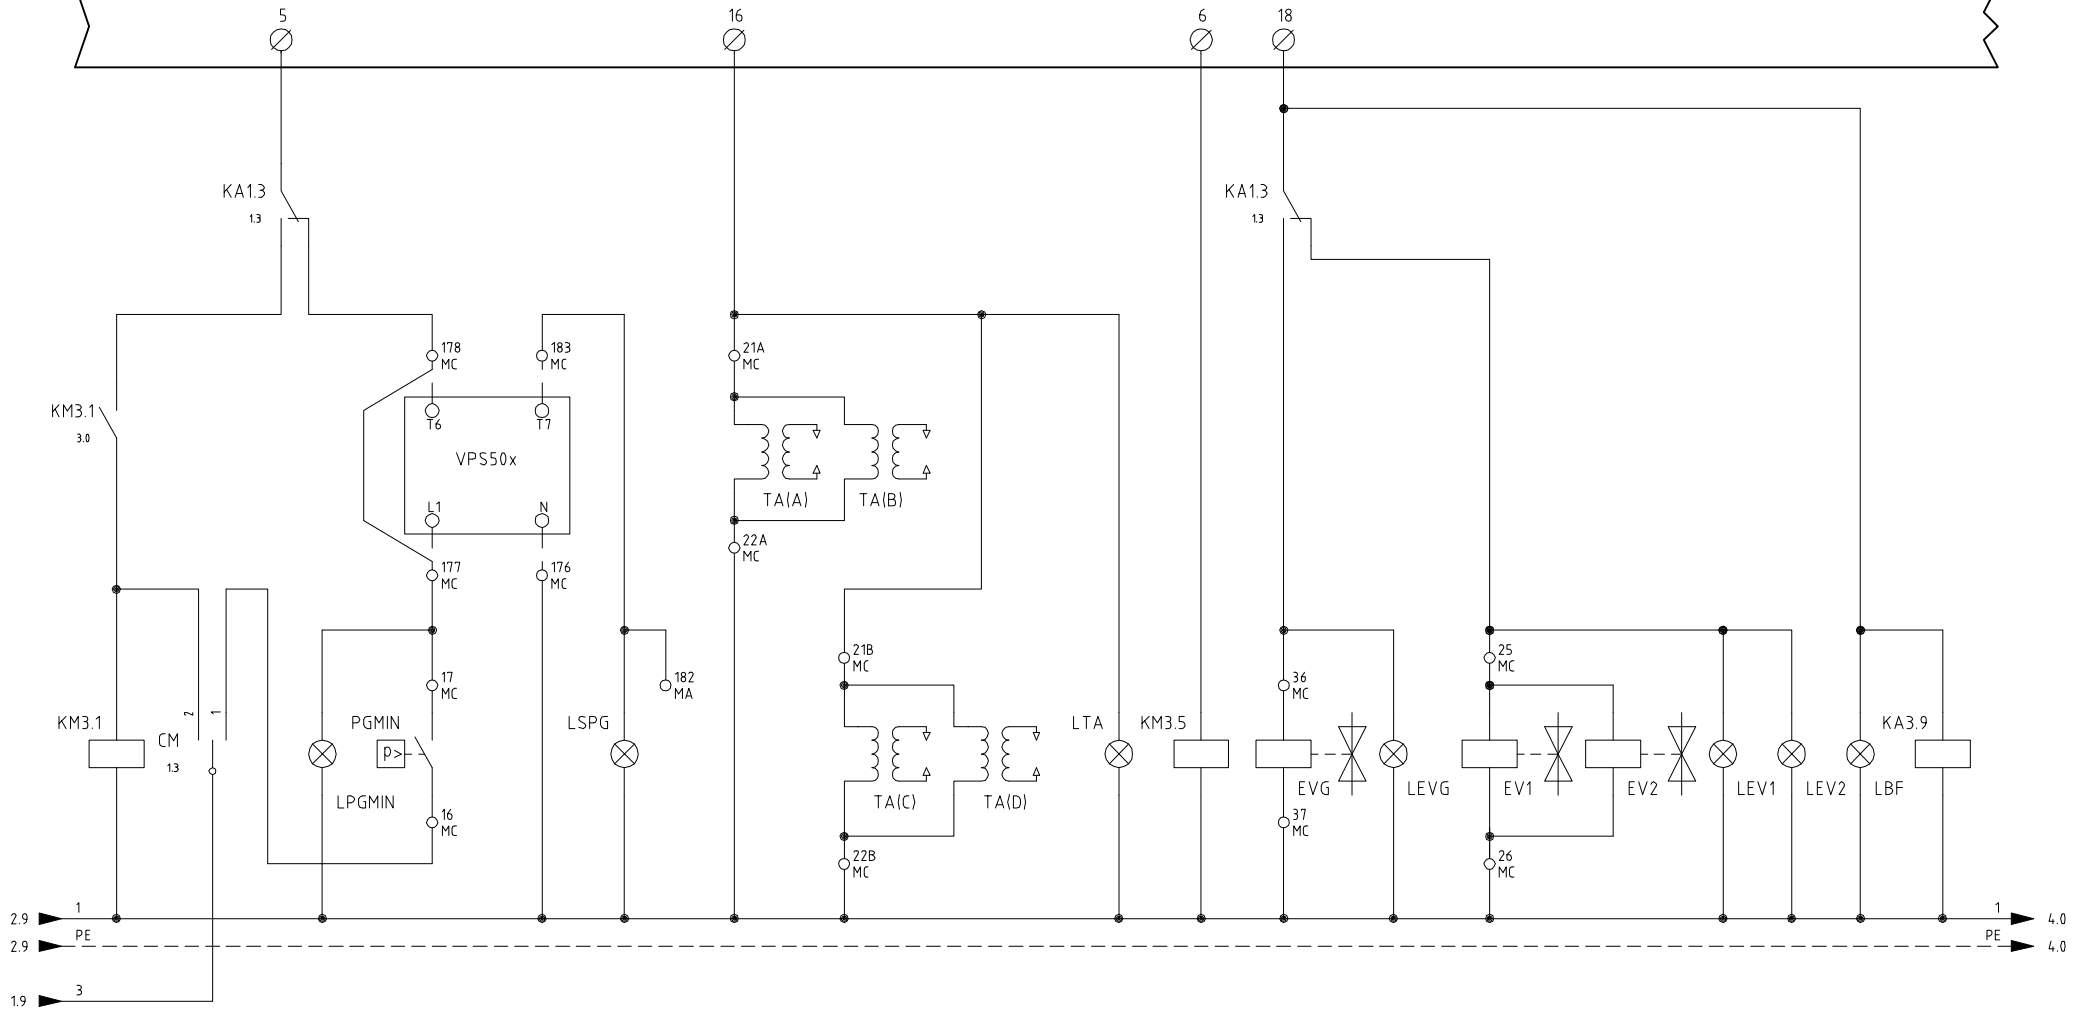 5 16 6 18
KA1.3 KA1.3
1.3 1.3
178 183 21A
MC MC MC
KM3.1
3.0
T6 T7
VPS50x
TA(A) TA(B)
L1 N
22A
MC
177 176
MC MC
21B 25
MC MC
17 182 36
MC MA MC
2 1
KM3.1 PGMIN LSPG LTA KM3.5 KA3.9
CM
1.3
p>
EVG LEVG EV1 EV2 LEV1 LEV2 LBF
LPGMIN TA(C) TA(D)
16 37
MC MC
22B 26
MC MC
2.9 1 1 4.0
2.9 PE PE 4.0
1.9 3